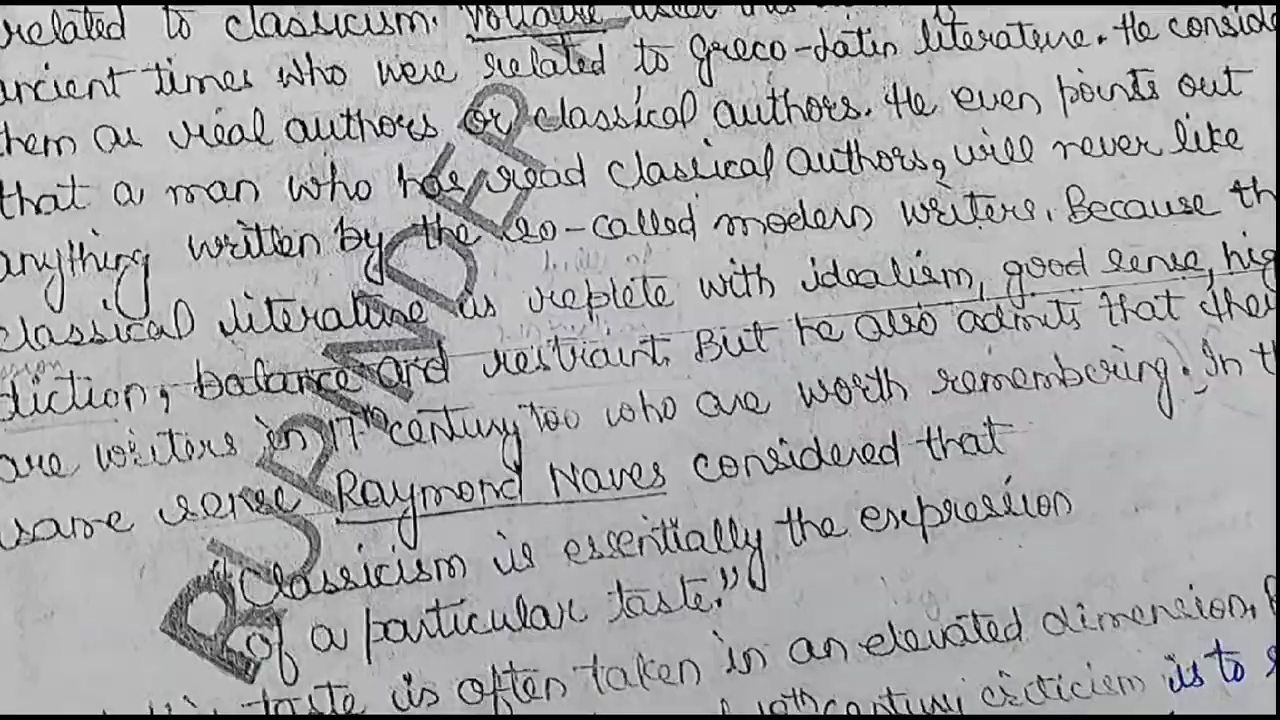 related to classicism. Voltaire used this
ancient times who were related to Greco-Latin literature. He conside
them as real authors or classical authors. He even points out
that a man who has read classical authors, will never like
anything written by the so-called modern writers. Because th
classical literature is replete with idealism, good sense, hig
diction, balance and restraint. But he also admits that thei
are writers in 17th century too who are worth remembering. In th
same sense Raymond Naves considered that
"Classicism is essentially the expression
of a particular taste."
taste is often taken in an elevated dimension.
century criticism is to
RUPINDER